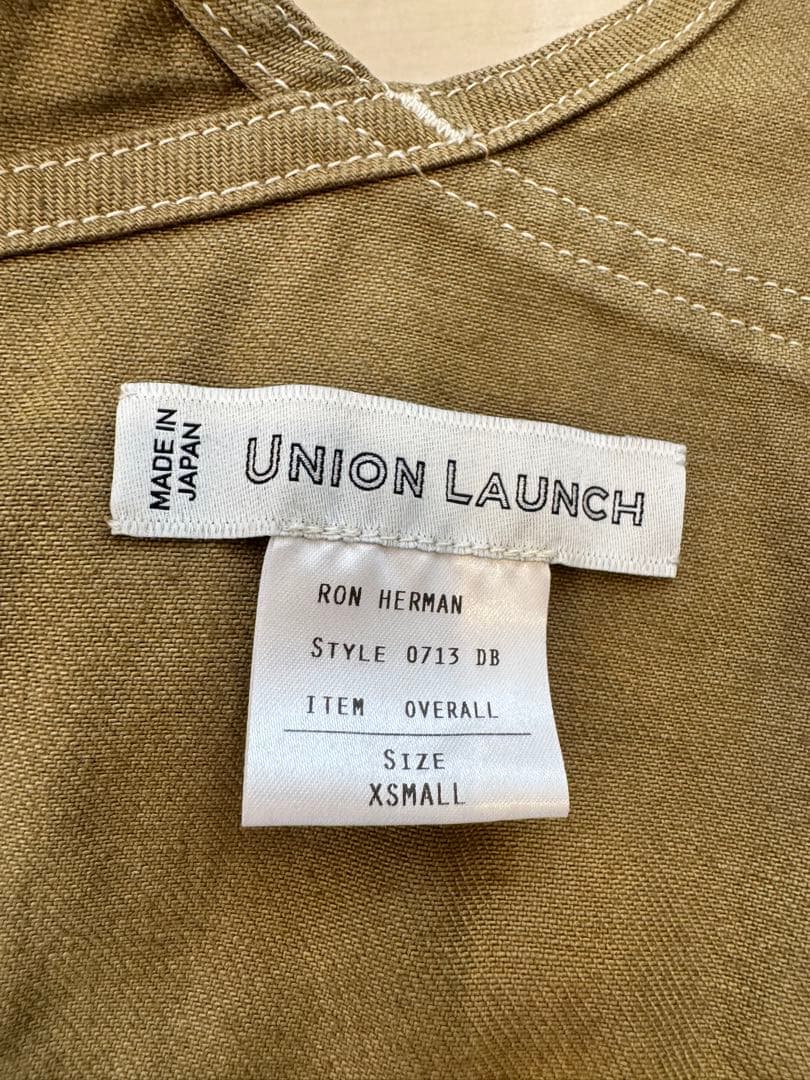 MADE IN
JAPAN
UNION LAUNCH
RON HERMAN
STYLE 0713 DB
ITEM OVERALL
SIZE
XSMALL